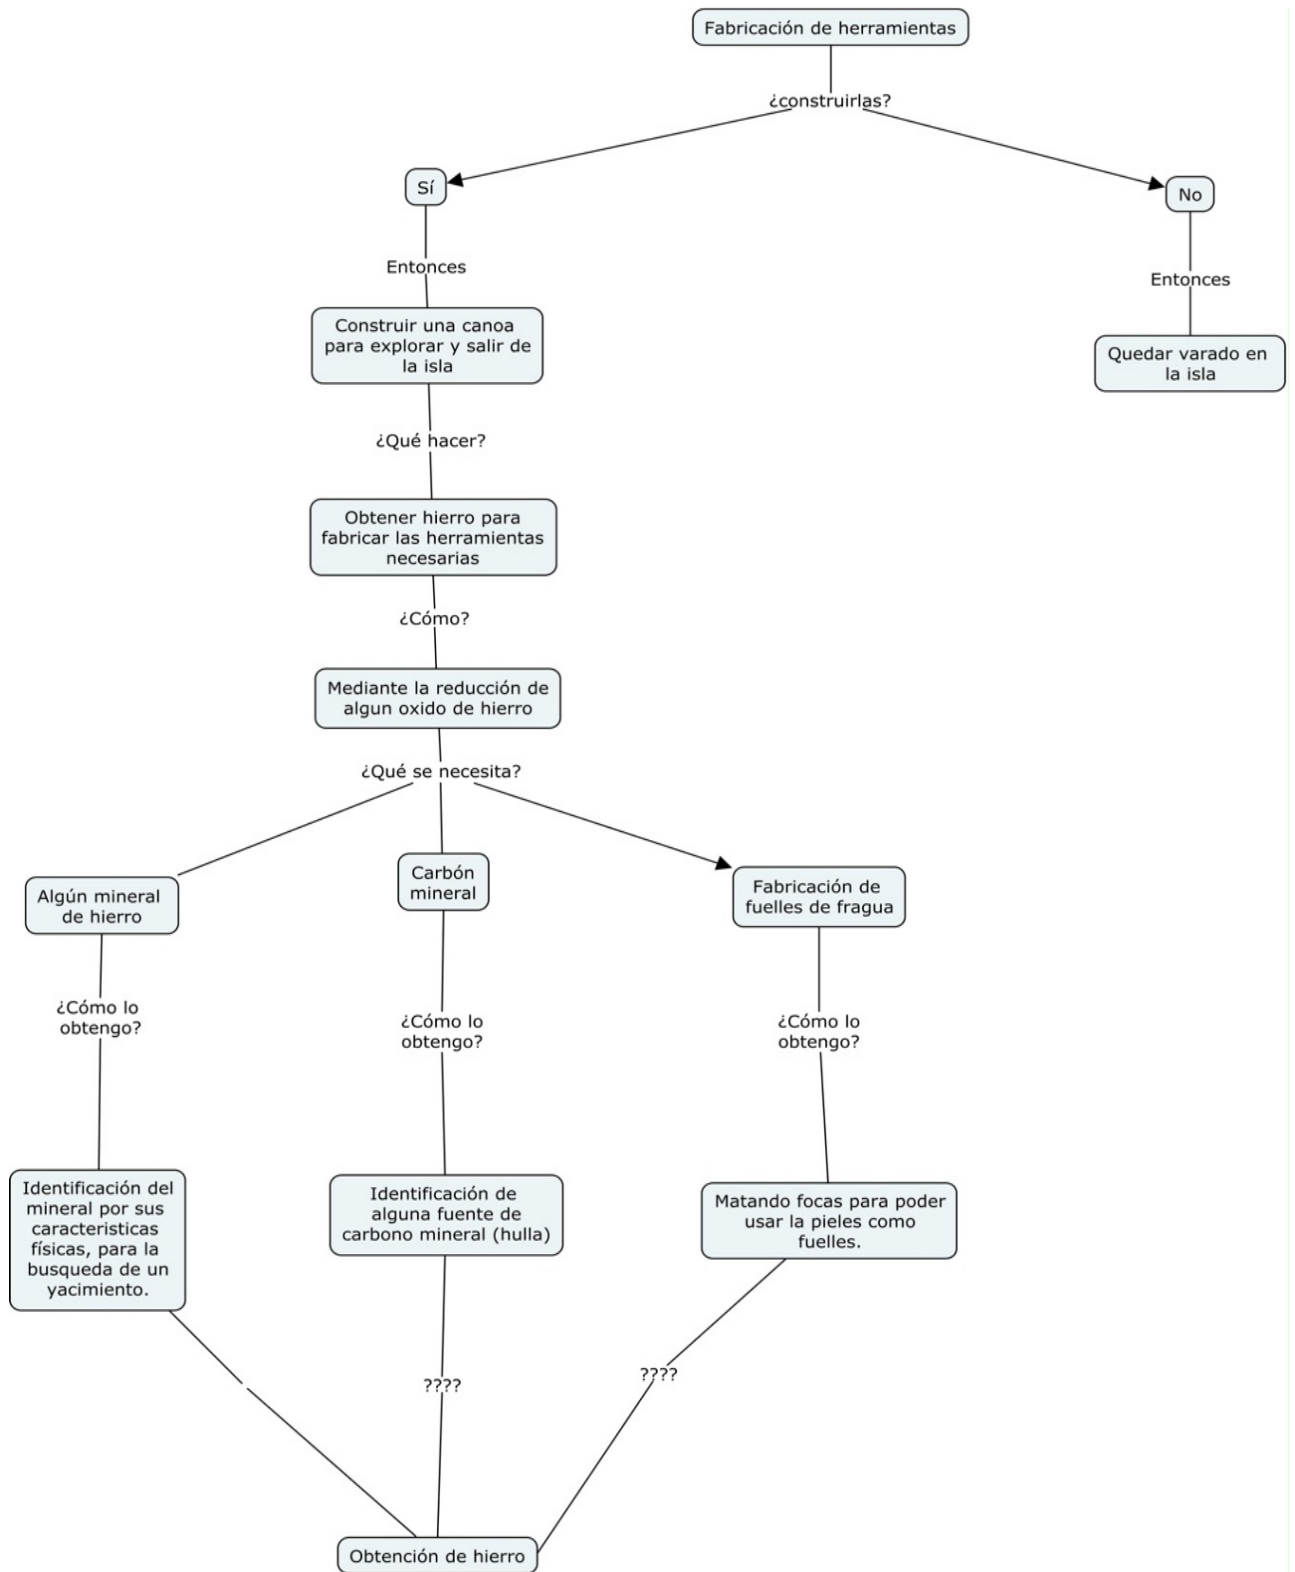 Fabricación de herramientas
¿construirlas?
Sí
No
Entonces
Entonces
Construir una canoa
para explorar y salir de
la isla
Quedar varado en
la isla
¿Qué hacer?
Obtener hierro para
fabricar las herramientas
necesarias
¿Cómo?
Mediante la reducción de
algun oxido de hierro
¿Qué se necesita?
Algún mineral
de hierro
Carbón
mineral
Fabricación de
fuelles de fragua
¿Cómo lo
obtengo?
¿Cómo lo
obtengo?
¿Cómo lo
obtengo?
Identificación del
mineral por sus
caracteristicas
físicas, para la
busqueda de un
yacimiento.
Identificación de
alguna fuente de
carbono mineral (hulla)
Matando focas para poder
usar la pieles como
fuelles.
????
????
Obtención de hierro